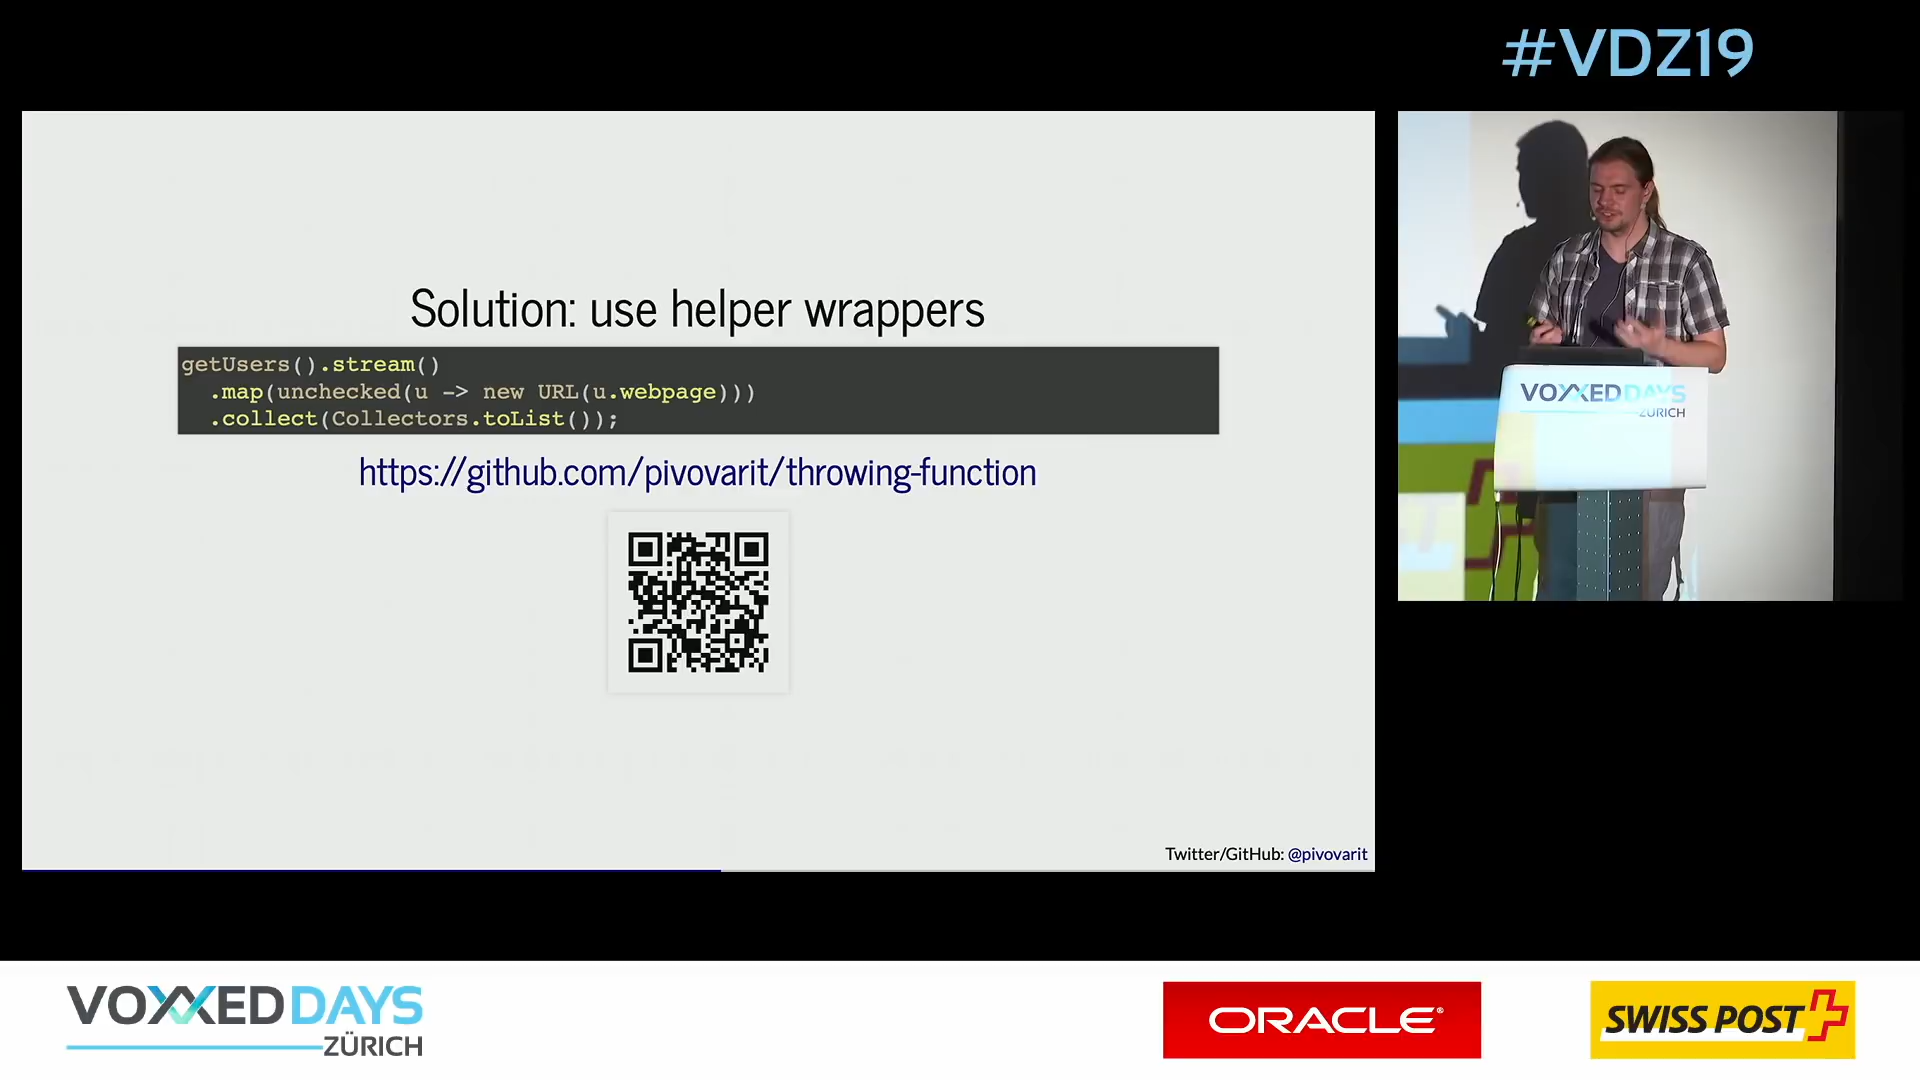 #VDZ19
Solution: use helper wrappers
getUsers().stream()
.map(unchecked(u -> new URL(u.webpage)))
.collect(Collectors.toList());
https://github.com/pivovarit/throwing-function
Twitter/GitHub: @pivovarit
VOXXED DAYS
ZÜRICH
VOXXED DAYS
ZÜRICH
ORACLE®
SWISS POST